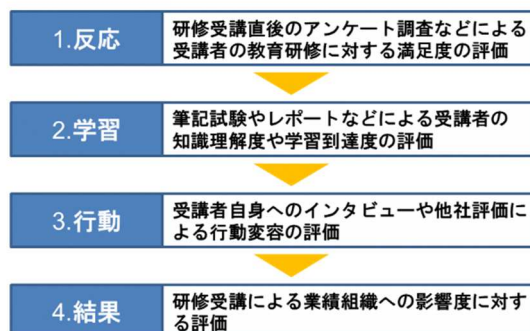 1.反応
研修受講直後のアンケート調査などによる
受講者の教育研修に対する満足度の評価
2.学習
筆記試験やレポートなどによる受講者の
知識理解度や学習到達度の評価
3.行動
受講者自身へのインタビューや他社評価に
よる行動変容の評価
4.結果
研修受講による業績組織への影響度に対す
る評価